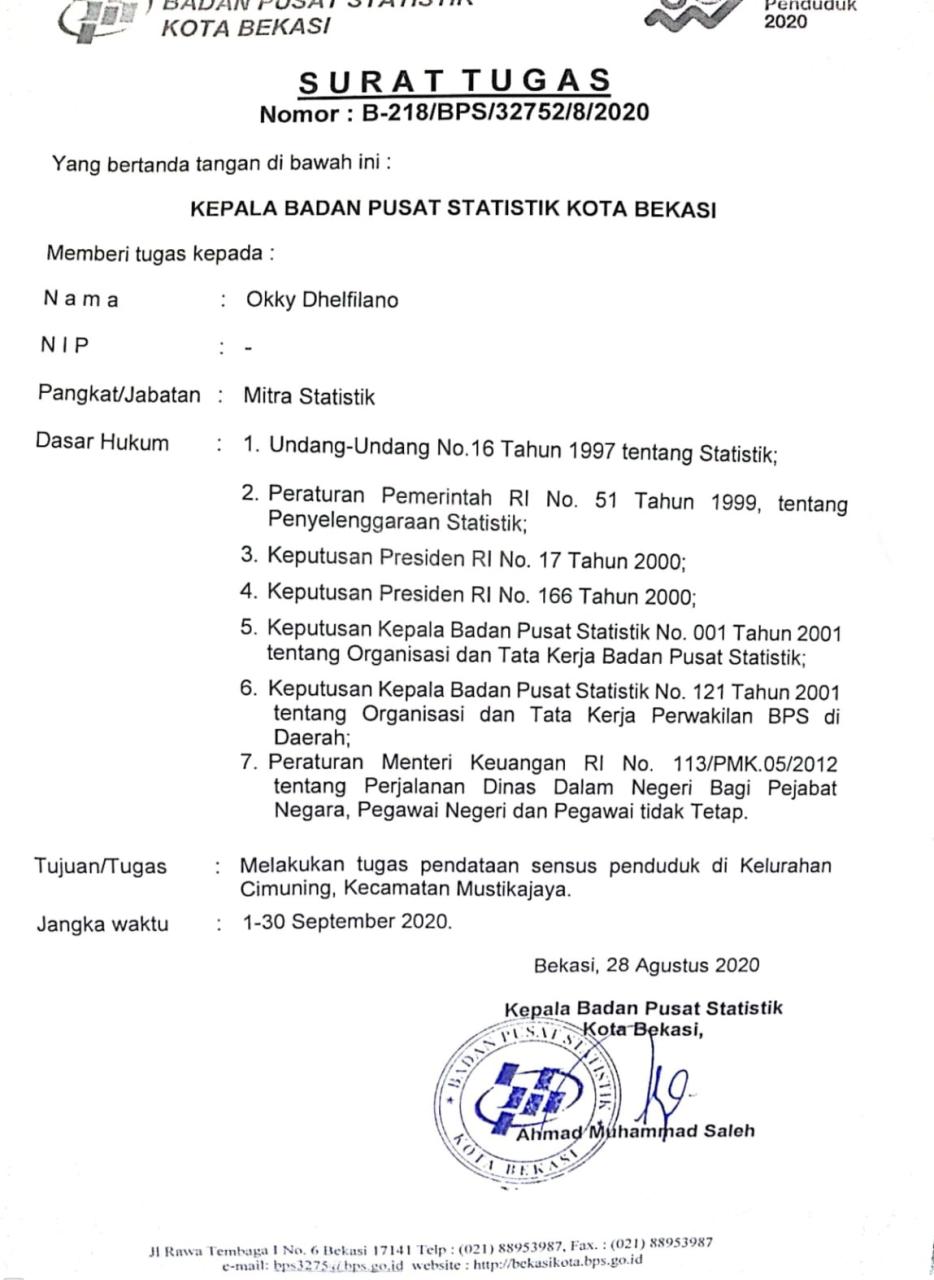 BADAN PUSAT STATISTIK
KOTA BEKASI
Penduduk
2020
SURAT TUGAS
Nomor : B-218/BPS/32752/8/2020
Yang bertanda tangan di bawah ini :
KEPALA BADAN PUSAT STATISTIK KOTA BEKASI
Memberi tugas kepada :
N a m a : Okky Dhelfilano
N I P : -
Pangkat/Jabatan : Mitra Statistik
Dasar Hukum : 1. Undang-Undang No.16 Tahun 1997 tentang Statistik;
2. Peraturan Pemerintah RI No. 51 Tahun 1999, tentang
Penyelenggaraan Statistik;
3. Keputusan Presiden RI No. 17 Tahun 2000;
4. Keputusan Presiden RI No. 166 Tahun 2000;
5. Keputusan Kepala Badan Pusat Statistik No. 001 Tahun 2001
tentang Organisasi dan Tata Kerja Badan Pusat Statistik;
6. Keputusan Kepala Badan Pusat Statistik No. 121 Tahun 2001
tentang Organisasi dan Tata Kerja Perwakilan BPS di
Daerah;
7. Peraturan Menteri Keuangan RI No. 113/PMK.05/2012
tentang Perjalanan Dinas Dalam Negeri Bagi Pejabat
Negara, Pegawai Negeri dan Pegawai tidak Tetap.
Tujuan/Tugas : Melakukan tugas pendataan sensus penduduk di Kelurahan
Cimuning, Kecamatan Mustikajaya.
Jangka waktu : 1-30 September 2020.
Bekasi, 28 Agustus 2020
Kepala Badan Pusat Statistik
Kota Bekasi,
BADAN PUSAT STATISTIK
KOTA BEKASI
Ahmad Muhammad Saleh
Jl Rawa Tembaga I No. 6 Bekasi 17141 Telp : (021) 88953987, Fax. : (021) 88953987
e-mail: bps3275@bps.go.id website : http://bekasikota.bps.go.id